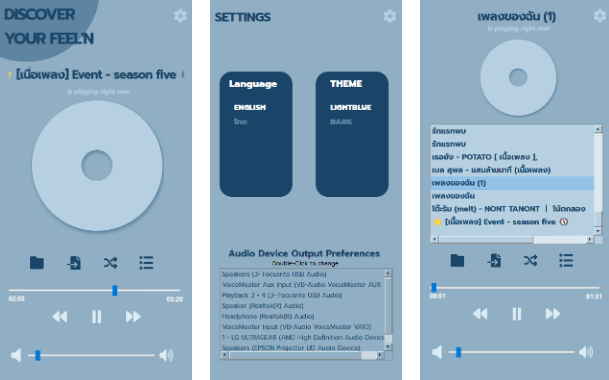 DISCOVER
YOUR FEEL'N
[เนื้อเพลง] Event - season five
is playing right now
02:05
03:20
SETTINGS
Language
ENGLISH
ไทย
THEME
LIGHTBLUE
DARK
Audio Device Output Preferences
Double-Click to change
Speakers (3- Focusrite USB Audio)
VoiceMeeter Aux Input (VB-Audio VoiceMeeter AUX
Playback 3 + 4 (3- Focusrite USB Audio)
Speaker (Realtek(R) Audio)
Headphone (Realtek(R) Audio)
VoiceMeeter Input (VB-Audio VoiceMeeter VAIO)
1 - LG ULTRAGEAR (AMD High Definition Audio Device
Speakers (EPSON Projector UD Audio Device)
เพลงของฉัน (1)
is playing right now
รักแรกพบ
รักแรกพบ
เธอยัง - POTATO [ เนื้อเพลง ],
เบล สุพล - แสนล้านนาที (เนื้อเพลง)
เพลงของฉัน (1)
เพลงของฉัน
โต๊ะริม (melt) - NONT TANONT | โน้ตกลอง
[เนื้อเพลง] Event - season five
00:01
01:31